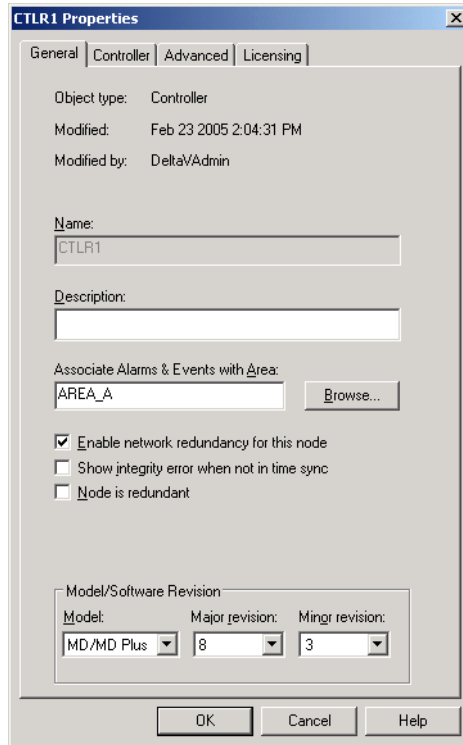 CTLR1 Properties
General Controller Advanced Licensing
Object type: Controller
Modified: Feb 23 2005 2:04:31 PM
Modified by: DeltaVAdmin
Name:
CTLR1
Description:
Associate Alarms & Events with Area:
AREA_A Browse...
Enable network redundancy for this node
Show integrity error when not in time sync
Node is redundant
Model/Software Revision
Model: Major revision: Minor revision:
MD/MD Plus 8 3
OK Cancel Help